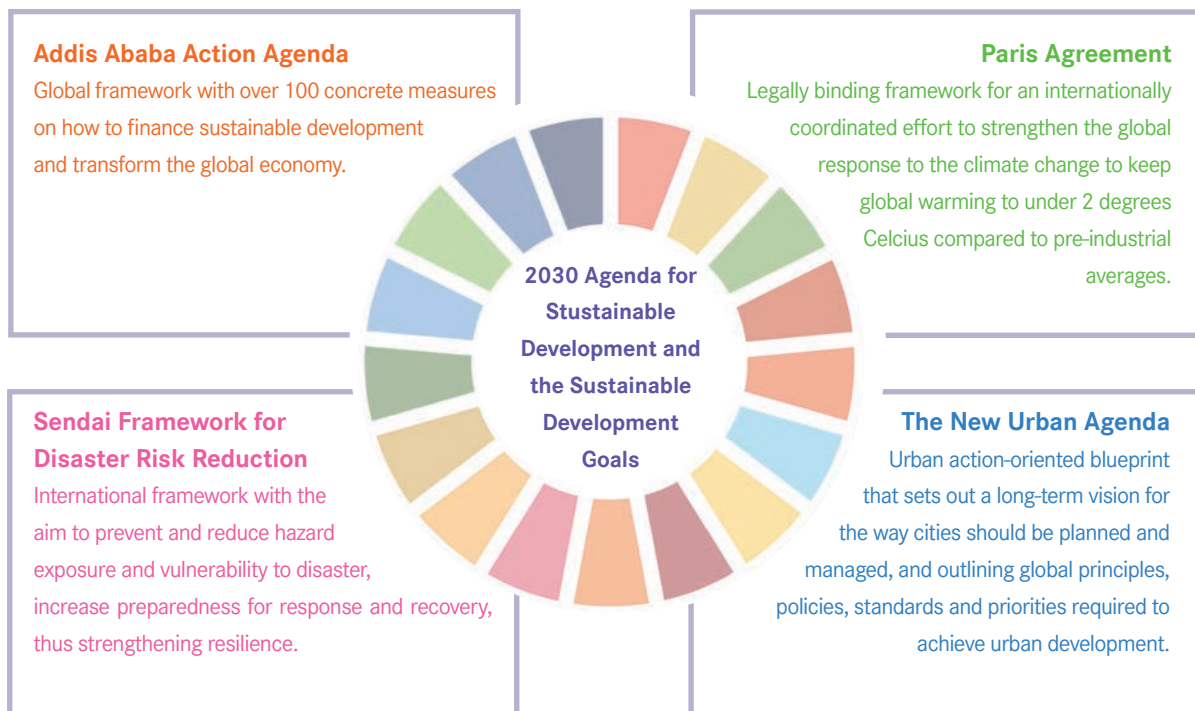 Addis Ababa Action Agenda
Global framework with over 100 concrete measures
on how to finance sustainable development
and transform the global economy.
Paris Agreement
Legally binding framework for an internationally
coordinated effort to strengthen the global
response to the climate change to keep
global warming to under 2 degrees
Celcius compared to pre-industrial
averages.
2030 Agenda for
Stustainable
Development and
the Sustainable
Development
Goals
Sendai Framework for
Disaster Risk Reduction
International framework with the
aim to prevent and reduce hazard
exposure and vulnerability to disaster,
increase preparedness for response and recovery,
thus strengthening resilience.
The New Urban Agenda
Urban action-oriented blueprint
that sets out a long-term vision for
the way cities should be planned and
managed, and outlining global principles,
policies, standards and priorities required to
achieve urban development.